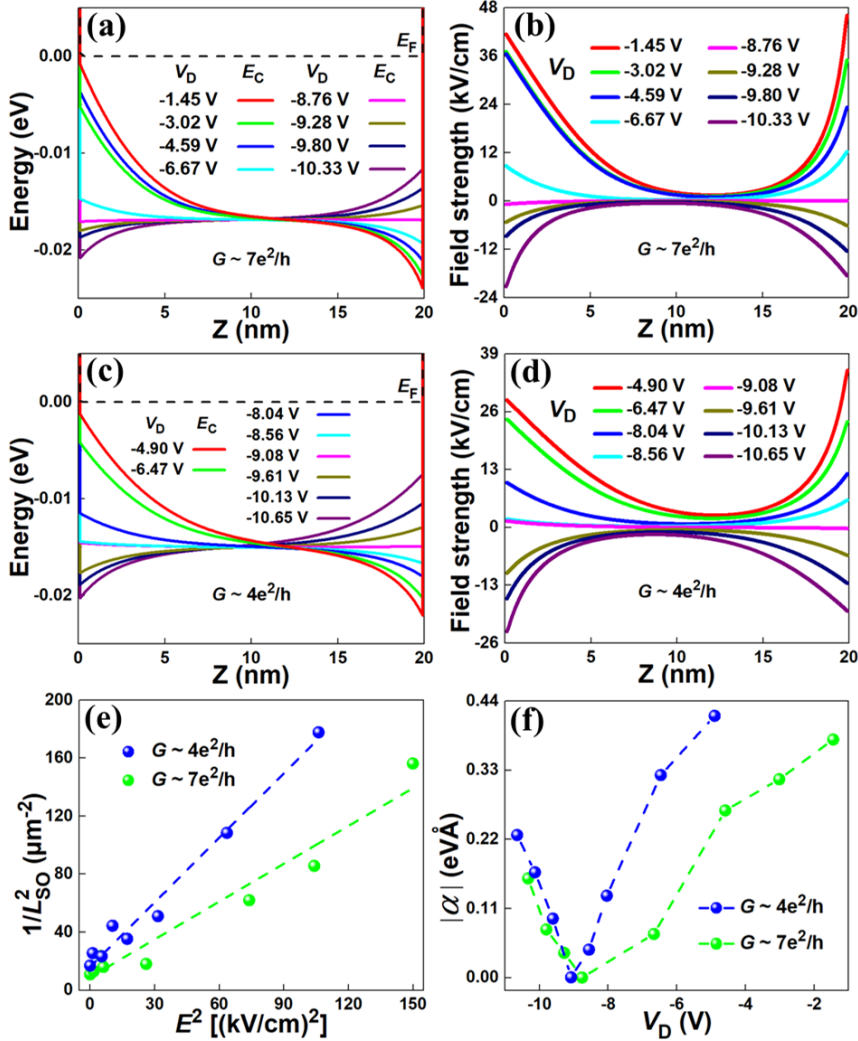 (a)
0.00
-0.01
-0.02
Energy (eV)
E_F
V_D E_C V_D E_C
-1.45 V -8.76 V
-3.02 V -9.28 V
-4.59 V -9.80 V
-6.67 V -10.33 V
G ~ 7e²/h
0 5 10 15 20
Z (nm)
(b)
48
36
24
12
0
-12
-24
Field strength (kV/cm)
V_D
-1.45 V -8.76 V
-3.02 V -9.28 V
-4.59 V -9.80 V
-6.67 V -10.33 V
G ~ 7e²/h
0 5 10 15 20
Z (nm)
(c)
0.00
-0.01
-0.02
Energy (eV)
E_F
V_D E_C
-4.90 V
-6.47 V
-8.04 V
-8.56 V
-9.08 V
-9.61 V
-10.13 V
-10.65 V
G ~ 4e²/h
0 5 10 15 20
Z (nm)
(d)
39
26
13
0
-13
-26
Field strength (kV/cm)
V_D
-4.90 V -9.08 V
-6.47 V -9.61 V
-8.04 V -10.13 V
-8.56 V -10.65 V
G ~ 4e²/h
0 5 10 15 20
Z (nm)
(e)
200
160
120
80
40
0
1/L²_SO (μm⁻²)
G ~ 4e²/h
G ~ 7e²/h
0 30 60 90 120 150
E² [(kV/cm)²]
(f)
0.44
0.33
0.22
0.11
0.00
|α| (eVÅ)
G ~ 4e²/h
G ~ 7e²/h
-10 -8 -6 -4 -2
V_D (V)